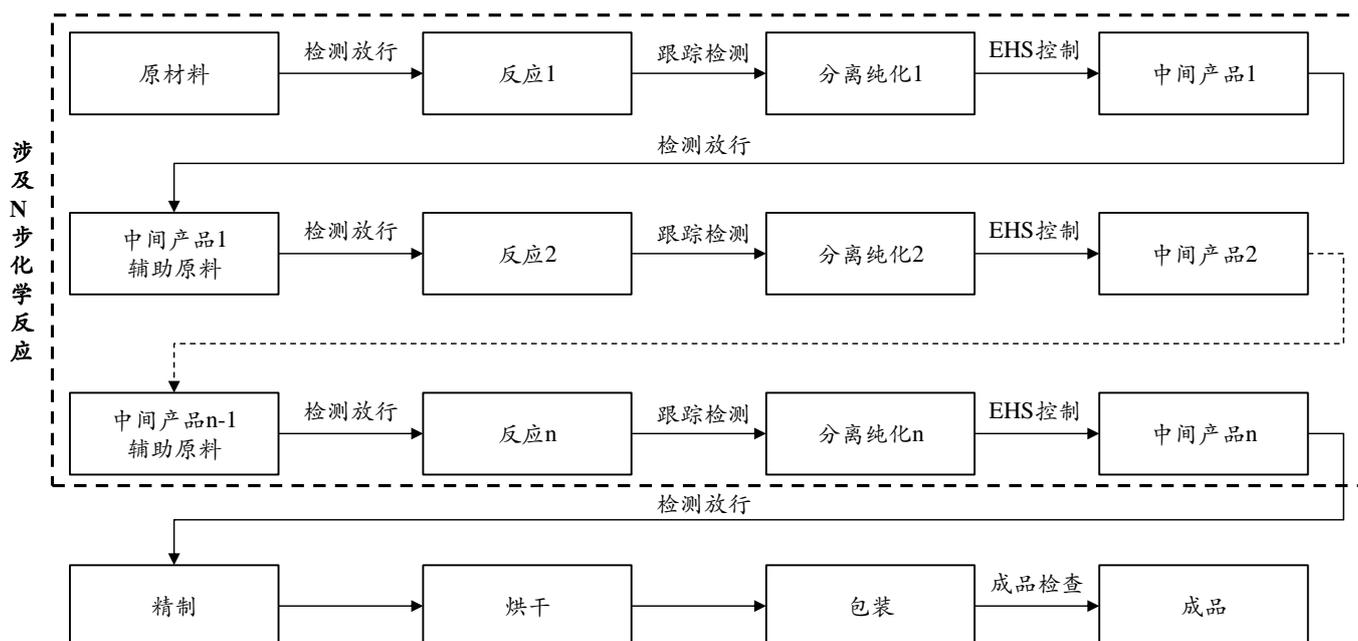 检测放行
跟踪检测
EHS控制
原材料
反应1
分离纯化1
中间产品1
检测放行
涉及N步化学反应
检测放行
跟踪检测
EHS控制
中间产品1
辅助原料
反应2
分离纯化2
中间产品2
检测放行
跟踪检测
EHS控制
中间产品n-1
辅助原料
反应n
分离纯化n
中间产品n
检测放行
成品检查
精制
烘干
包装
成品